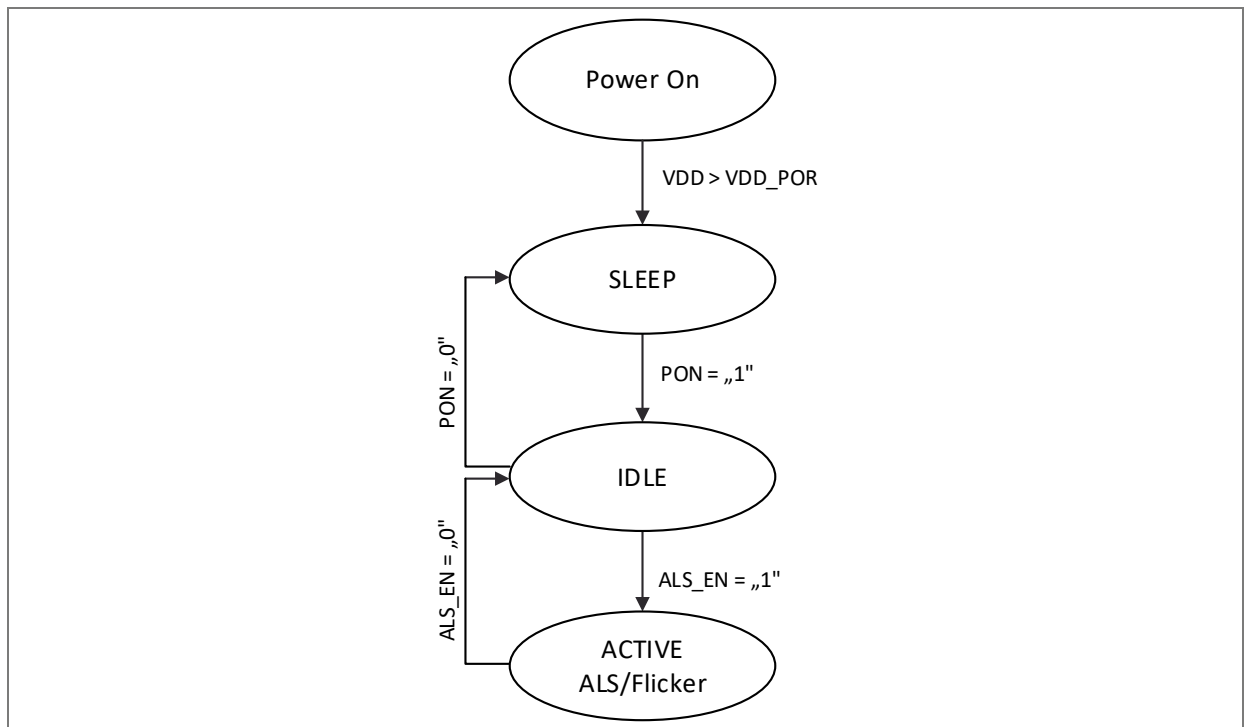 Power On
VDD > VDD_POR
SLEEP
PON = „0"
PON = „1"
IDLE
ALS_EN = „0"
ALS_EN = „1"
ACTIVE
ALS/Flicker